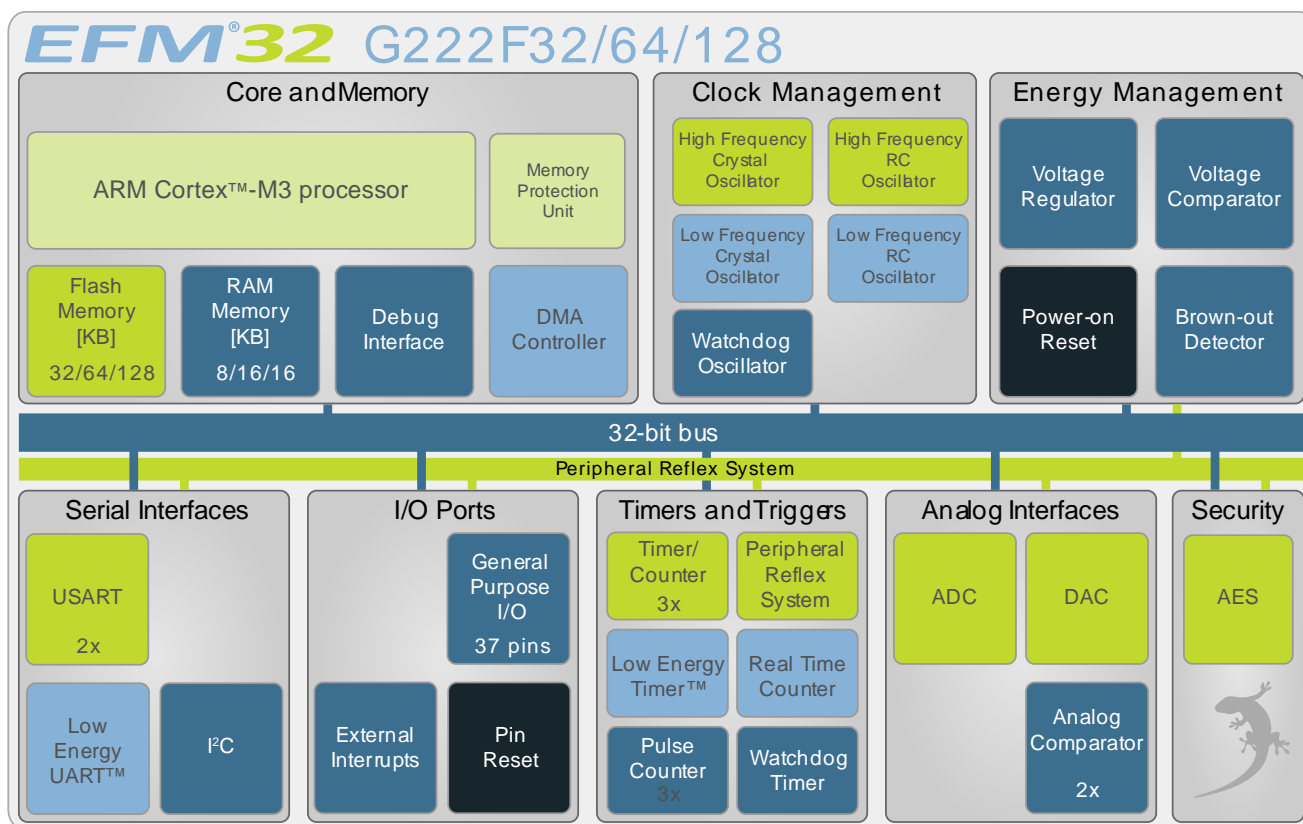 EFM®32 G222F32/64/128
Core and Memory
ARM Cortex™-M3 processor
Memory
Protection
Unit
Flash
Memory
[KB]
32/64/128
RAM
Memory
[KB]
8/16/16
Debug
Interface
DMA
Controller
Clock Management
High Frequency
Crystal
Oscillator
High Frequency
RC
Oscillator
Low Frequency
Crystal
Oscillator
Low Frequency
RC
Oscillator
Watchdog
Oscillator
Energy Management
Voltage
Regulator
Voltage
Comparator
Power-on
Reset
Brown-out
Detector
32-bit bus
Peripheral Reflex System
Serial Interfaces
USART
2x
Low
Energy
UART™
I²C
I/O Ports
General
Purpose
I/O
37 pins
External
Interrupts
Pin
Reset
Timers and Triggers
Timer/
Counter
3x
Peripheral
Reflex
System
Low Energy
Timer™
Real Time
Counter
Pulse
Counter
3x
Watchdog
Timer
Analog Interfaces
ADC
DAC
Analog
Comparator
2x
Security
AES